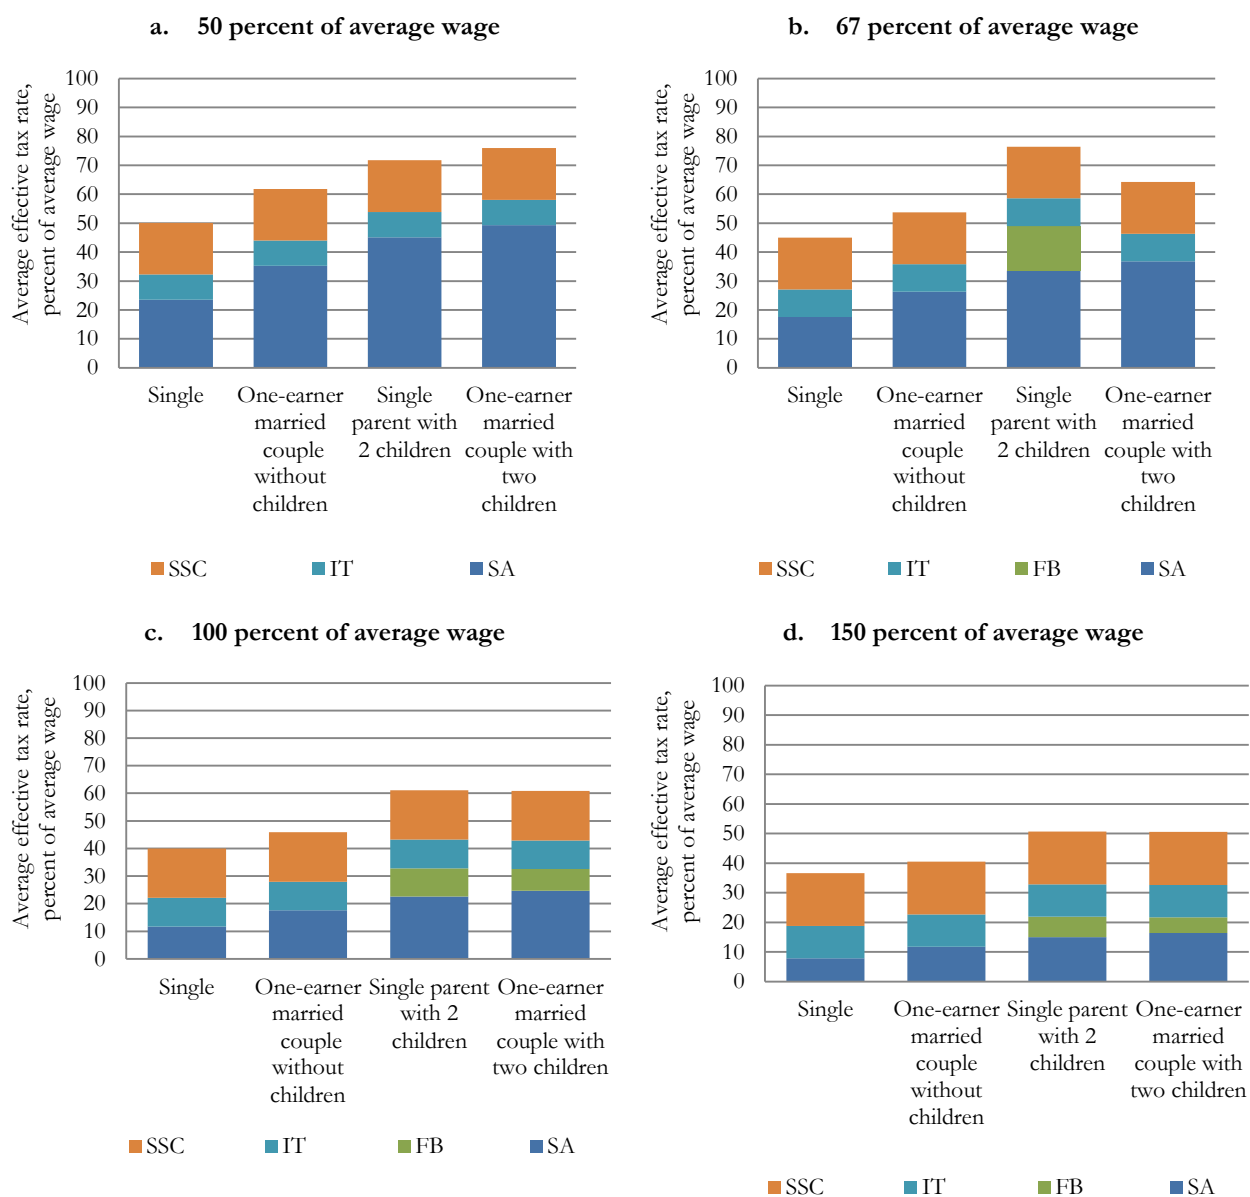 a. 50 percent of average wage
Average effective tax rate,
percent of average wage
100
90
80
70
60
50
40
30
20
10
0
Single
One-earner
married
couple
without
children
Single
parent with
2 children
One-earner
married
couple with
two
children
SSC IT SA
b. 67 percent of average wage
Average effective tax rate,
percent of average wage
100
90
80
70
60
50
40
30
20
10
0
Single
One-earner
married
couple
without
children
Single
parent with
2 children
One-earner
married
couple with
two
children
SSC IT FB SA
c. 100 percent of average wage
Average effective tax rate,
percent of average wage
100
90
80
70
60
50
40
30
20
10
0
Single
One-earner
married
couple
without
children
Single parent
with 2
children
One-earner
married
couple with
two children
SSC IT FB SA
d. 150 percent of average wage
Average effective tax rate,
percent of average wage
100
90
80
70
60
50
40
30
20
10
0
Single
One-earner
married
couple
without
children
Single parent
with 2
children
One-earner
married
couple with
two children
SSC IT FB SA